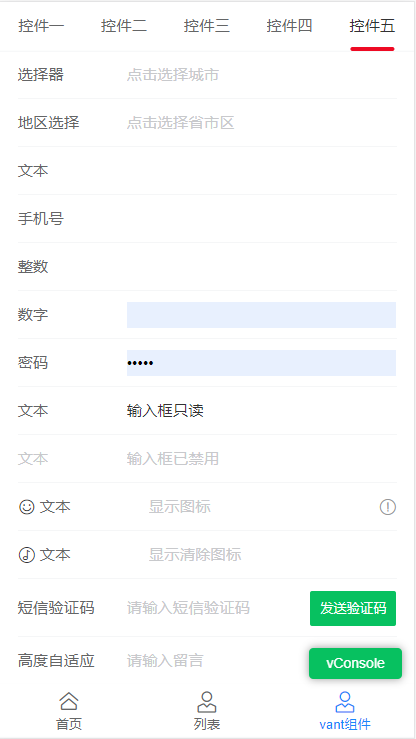 控件一 控件二 控件三 控件四 控件五
选择器 点击选择城市
地区选择 点击选择省市区
文本
手机号
整数
数字
密码 •••••
文本 输入框只读
文本 输入框已禁用
文本 显示图标
文本 显示清除图标
短信验证码 请输入短信验证码 发送验证码
高度自适应 请输入留言 vConsole
首页 列表 vant组件